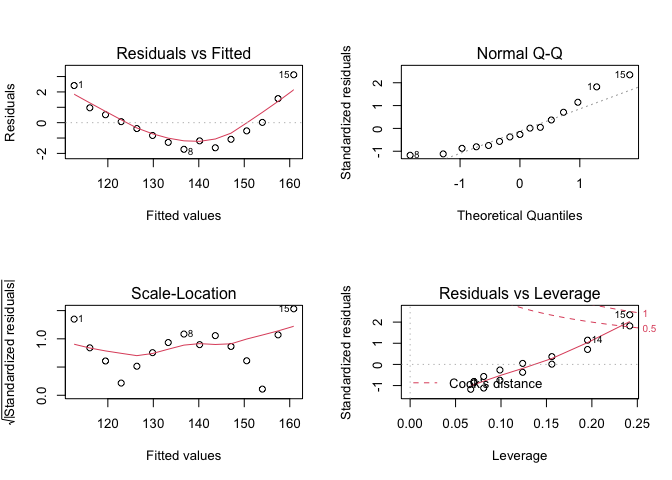 Residuals vs Fitted
Residuals
2
0
-2
1
8
15
120 130 140 150 160
Fitted values
Normal Q-Q
Standardized residuals
2
1
0
-1
8
1
15
-1 0 1
Theoretical Quantiles
Scale-Location
√|Standardized residuals|
1.0
0.0
1
8
15
120 130 140 150 160
Fitted values
Residuals vs Leverage
Standardized residuals
2
1
0
-1
15
14
1
0.5
Cook's distance
0.00 0.05 0.10 0.15 0.20 0.25
Leverage